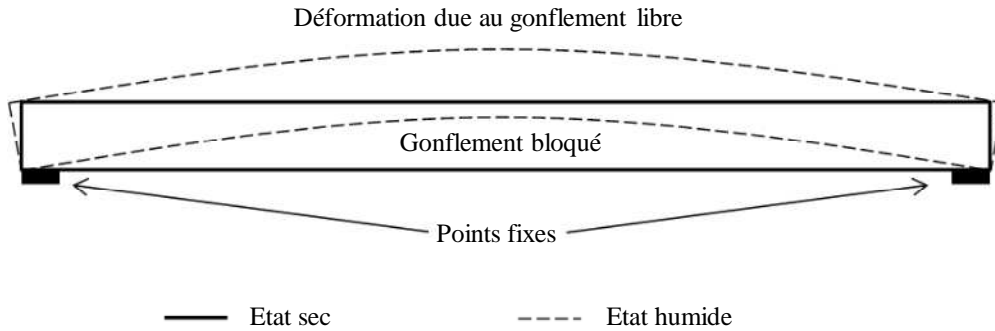 Déformation due au gonflement libre
Gonflement bloqué
Points fixes
Etat sec
Etat humide